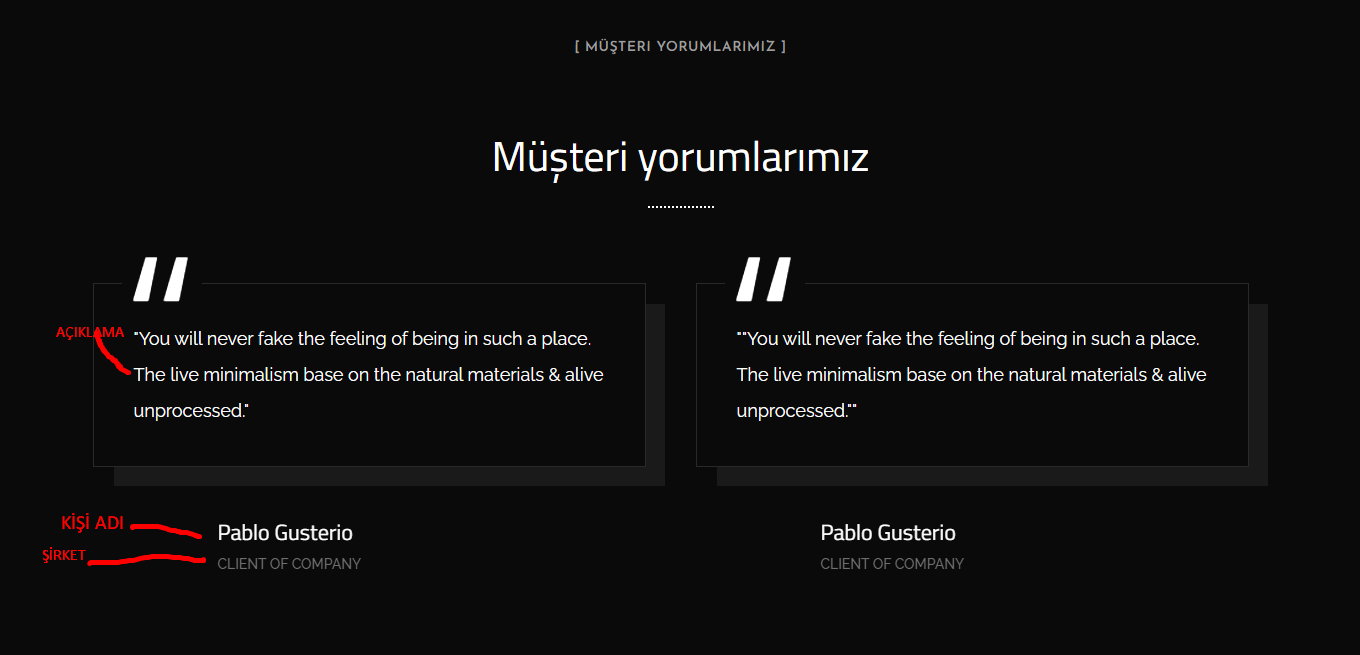 [ MÜŞTERI YORUMLARIMIZ ]
Müşteri yorumlarımız
AÇIKLAMA
"You will never fake the feeling of being in such a place.
The live minimalism base on the natural materials & alive
unprocessed."
""You will never fake the feeling of being in such a place.
The live minimalism base on the natural materials & alive
unprocessed.""
KİŞİ ADI
Pablo Gusterio
ŞİRKET
CLIENT OF COMPANY
Pablo Gusterio
CLIENT OF COMPANY